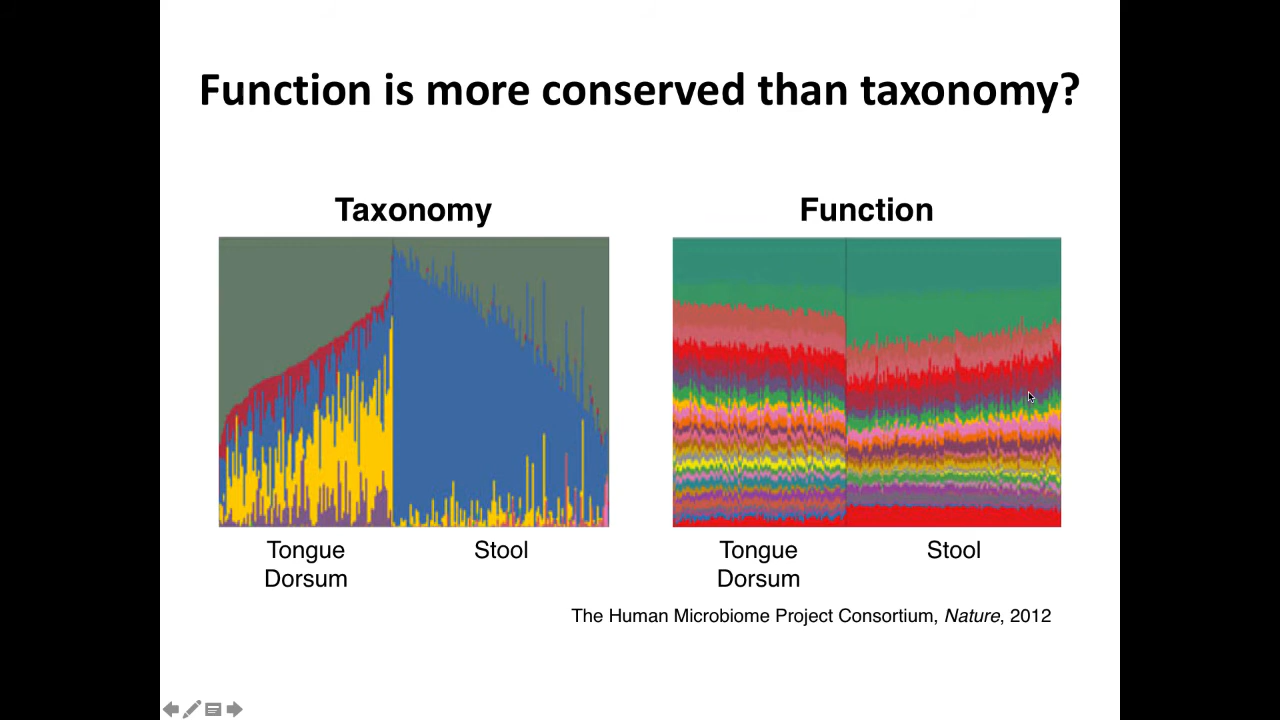 Function is more conserved than taxonomy?
Taxonomy
Function
Tongue
Dorsum
Stool
Tongue
Dorsum
Stool
The Human Microbiome Project Consortium, Nature, 2012